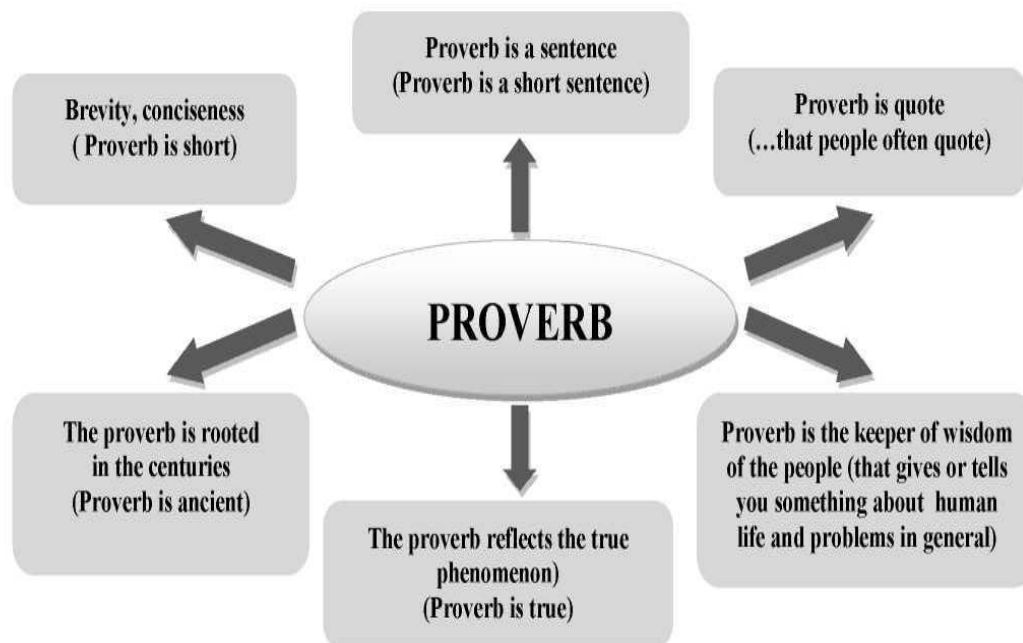 Proverb is a sentence
(Proverb is a short sentence)
Brevity, conciseness
( Proverb is short)
Proverb is quote
(…that people often quote)
PROVERB
The proverb is rooted
in the centuries
(Proverb is ancient)
The proverb reflects the true
phenomenon)
(Proverb is true)
Proverb is the keeper of wisdom
of the people (that gives or tells
you something about human
life and problems in general)